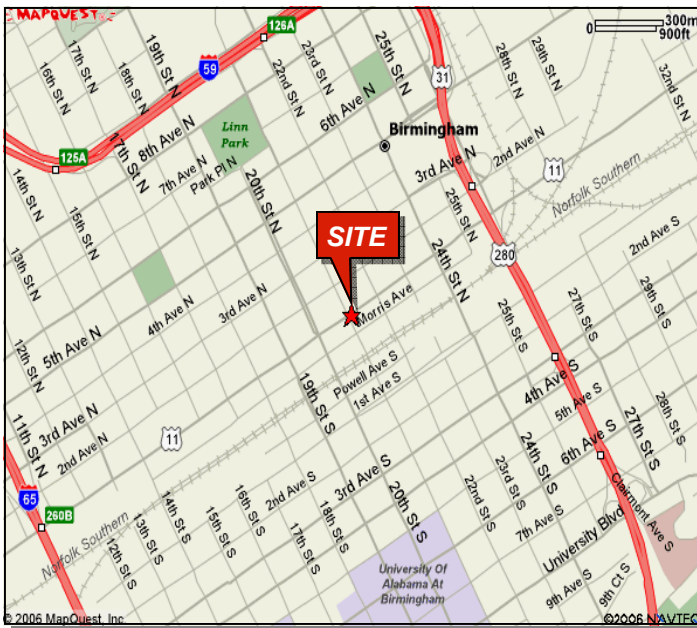 MAPQUEST
126A
300m
0
900ft
19th St N
17th St N
16th St N
18th St N
59
23rd St N
22nd St N
25th St N
31
28th St N
29th St N
32nd St N
6th Ave N
8th Ave N
17th St N
Linn
Park
Birmingham
125A
7th Ave N
Park Pl N
3rd Ave N
2nd Ave N
11
Norfolk Southern
14th St N
15th St N
20th St N
25th St N
SITE
24th St N
280
2nd Ave S
13th St N
4th Ave N
3rd Ave N
Morris Ave
25th St S
27th St S
29th St S
12th St N
5th Ave N
Powell Ave S
1st Ave S
19th St S
4th Ave S
5th Ave S
6th Ave S
28th St S
27th St S
11th St N
3rd Ave N
2nd Ave N
11
65
260B
Norfolk Southern
12th St S
13th St S
14th St S
15th St S
16th St S
17th St S
18th St S
2nd Ave S
3rd Ave S
20th St S
22nd St S
23rd St S
24th St S
7th Ave S
Clairmont Ave S
University Blvd
University Of
Alabama At
Birmingham
9th Ave S
9th Ct S
© 2006 MapQuest, Inc
©2006 NAVTEQ